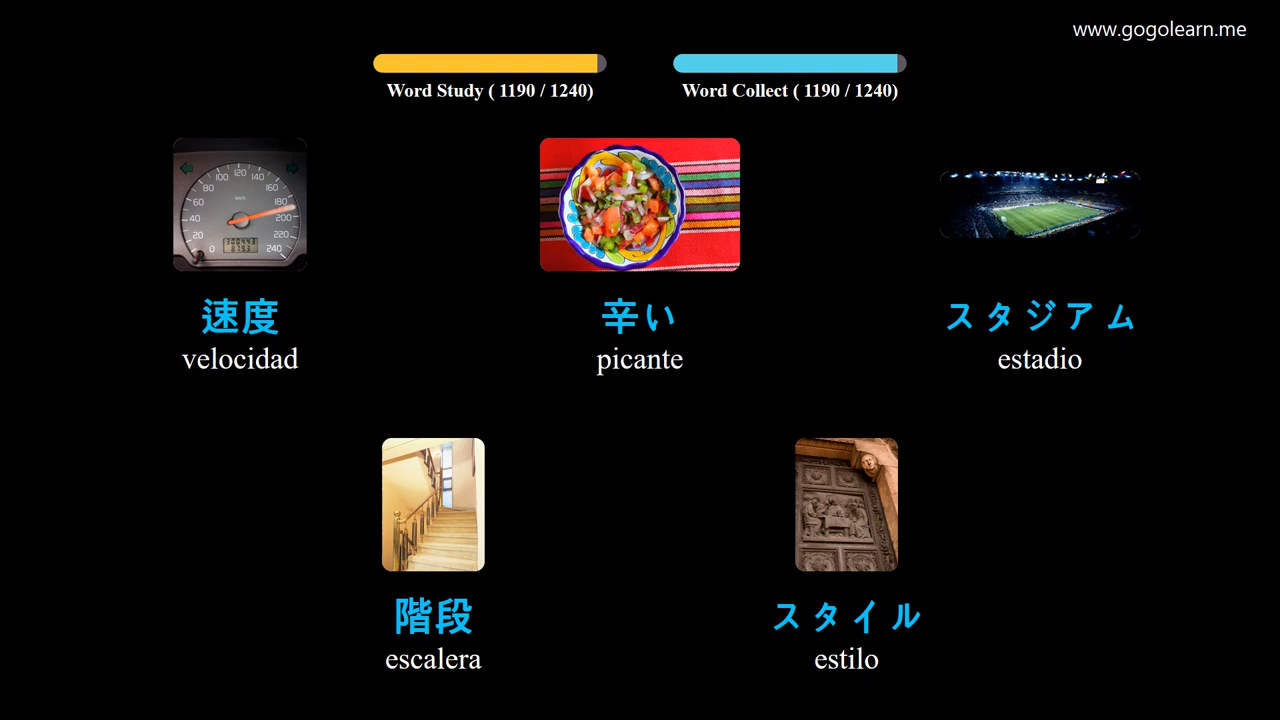 www.gogolearn.me
Word Study ( 1190 / 1240)
Word Collect ( 1190 / 1240)
速度
velocidad
辛い
picante
スタジアム
estadio
階段
escalera
スタイル
estilo